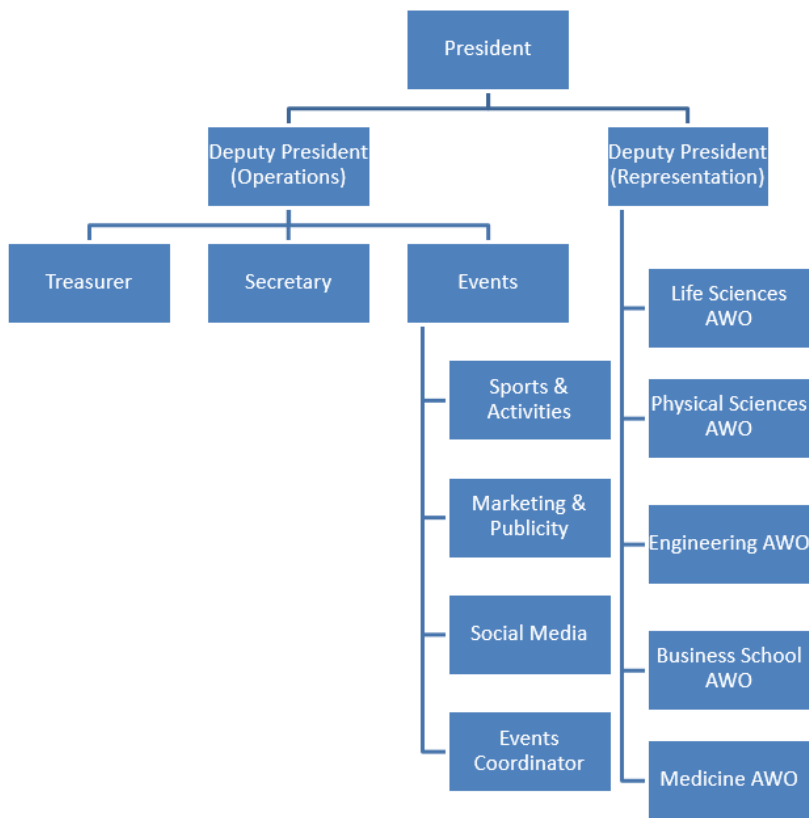 President
Deputy President
(Operations)
Deputy President
(Representation)
Treasurer
Secretary
Events
Life Sciences
AWO
Sports &
Activities
Physical Sciences
AWO
Marketing &
Publicity
Engineering AWO
Social Media
Business School
AWO
Events
Coordinator
Medicine AWO